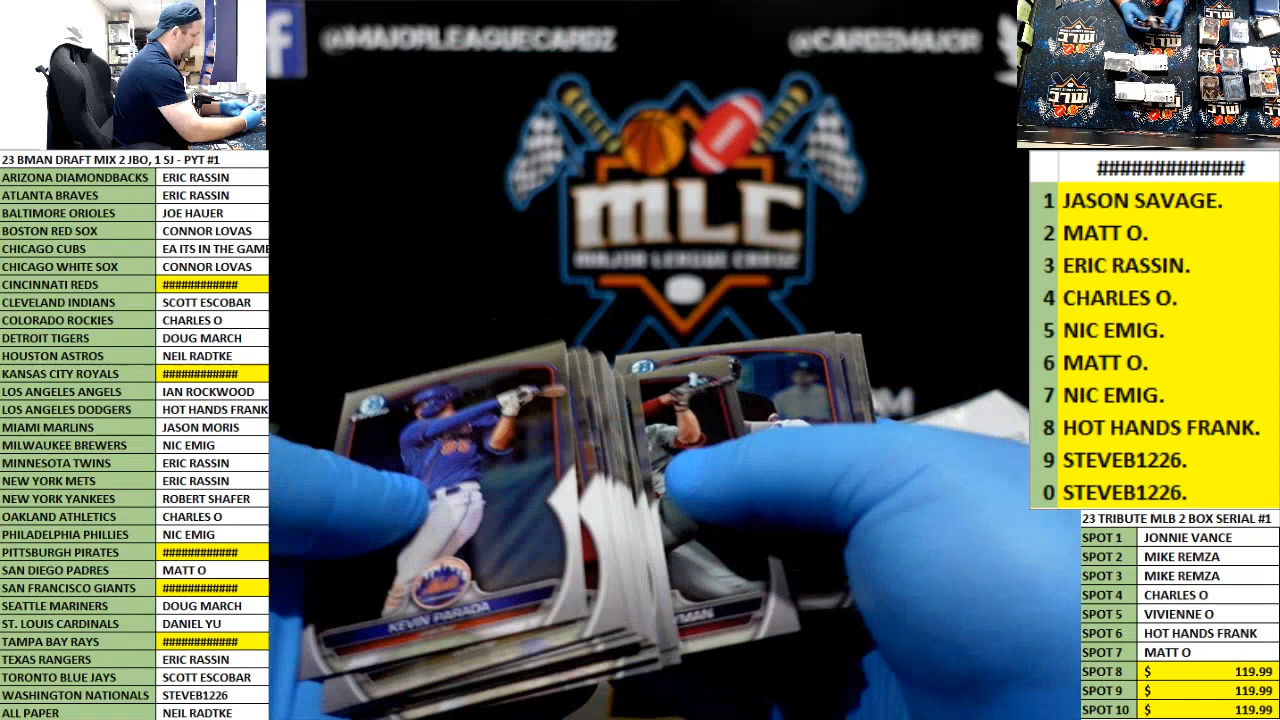 @MAJORLEAGUECARDZ
@CARDZMAJOR
MLC
MAJOR LEAGUE CARDZ
23 BMAN DRAFT MIX 2 JBO, 1 SJ - PYT #1
ARIZONA DIAMONDBACKS ERIC RASSIN
ATLANTA BRAVES ERIC RASSIN
BALTIMORE ORIOLES JOE HAUER
BOSTON RED SOX CONNOR LOVAS
CHICAGO CUBS EA ITS IN THE GAME
CHICAGO WHITE SOX CONNOR LOVAS
CINCINNATI REDS ############
CLEVELAND INDIANS SCOTT ESCOBAR
COLORADO ROCKIES CHARLES O
DETROIT TIGERS DOUG MARCH
HOUSTON ASTROS NEIL RADTKE
KANSAS CITY ROYALS ############
LOS ANGELES ANGELS IAN ROCKWOOD
LOS ANGELES DODGERS HOT HANDS FRANK
MIAMI MARLINS JASON MORIS
MILWAUKEE BREWERS NIC EMIG
MINNESOTA TWINS ERIC RASSIN
NEW YORK METS ERIC RASSIN
NEW YORK YANKEES ROBERT SHAFER
OAKLAND ATHLETICS CHARLES O
PHILADELPHIA PHILLIES NIC EMIG
PITTSBURGH PIRATES ############
SAN DIEGO PADRES MATT O
SAN FRANCISCO GIANTS ############
SEATTLE MARINERS DOUG MARCH
ST. LOUIS CARDINALS DANIEL YU
TAMPA BAY RAYS ############
TEXAS RANGERS ERIC RASSIN
TORONTO BLUE JAYS SCOTT ESCOBAR
WASHINGTON NATIONALS STEVEB1226
ALL PAPER NEIL RADTKE
METS
KEVIN PARADA
##############
1 JASON SAVAGE.
2 MATT O.
3 ERIC RASSIN.
4 CHARLES O.
5 NIC EMIG.
6 MATT O.
7 NIC EMIG.
8 HOT HANDS FRANK.
9 STEVEB1226.
0 STEVEB1226.
23 TRIBUTE MLB 2 BOX SERIAL #1
SPOT 1 JONNIE VANCE
SPOT 2 MIKE REMZA
SPOT 3 MIKE REMZA
SPOT 4 CHARLES O
SPOT 5 VIVIENNE O
SPOT 6 HOT HANDS FRANK
SPOT 7 MATT O
SPOT 8 $ 119.99
SPOT 9 $ 119.99
SPOT 10 $ 119.99